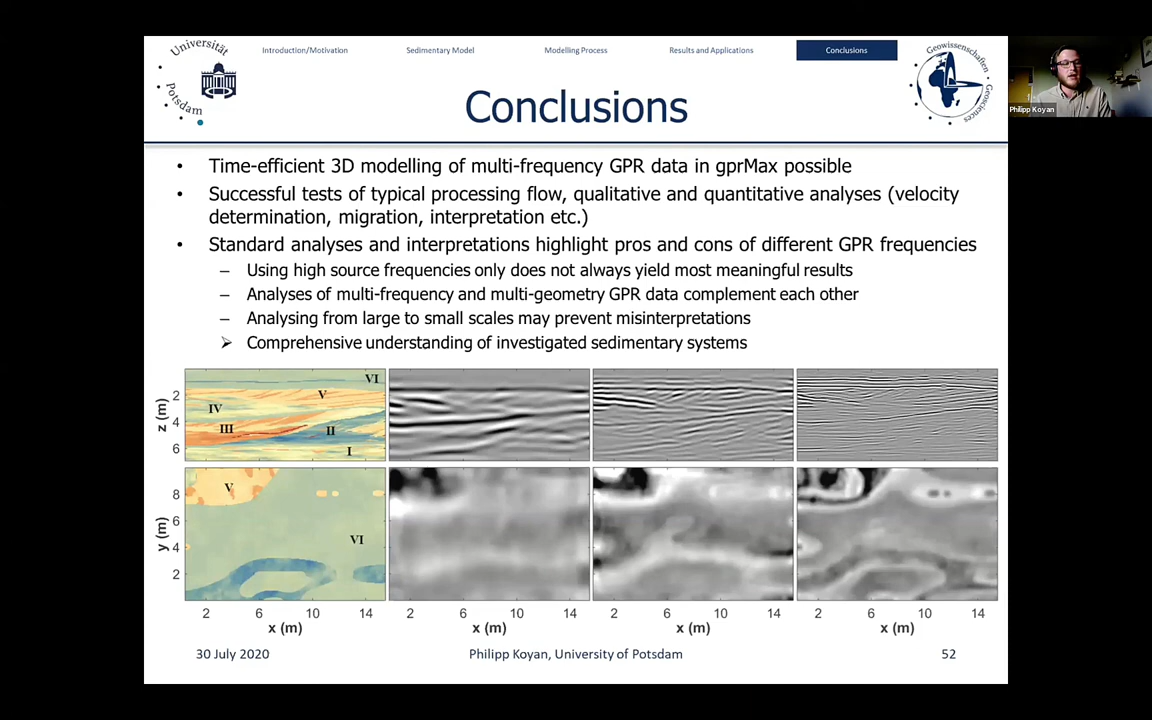 Universität
Potsdam
Introduction/Motivation
Sedimentary Model
Modelling Process
Results and Applications
Conclusions
Geowissenschaften
Geosciences
Philipp Koyan
Conclusions
• Time-efficient 3D modelling of multi-frequency GPR data in gprMax possible
• Successful tests of typical processing flow, qualitative and quantitative analyses (velocity
determination, migration, interpretation etc.)
• Standard analyses and interpretations highlight pros and cons of different GPR frequencies
– Using high source frequencies only does not always yield most meaningful results
– Analyses of multi-frequency and multi-geometry GPR data complement each other
– Analysing from large to small scales may prevent misinterpretations
➢ Comprehensive understanding of investigated sedimentary systems
z (m)
2
4
6
VI
V
IV
III
II
I
y (m)
8
6
4
2
V
VI
2 6 10 14 2 6 10 14 2 6 10 14 2 6 10 14
x (m) x (m) x (m) x (m)
30 July 2020
Philipp Koyan, University of Potsdam
52